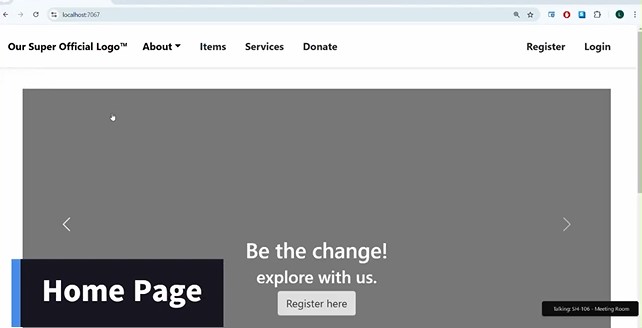 localhost:7067
Our Super Official Logo™ About Items Services Donate Register Login
Be the change!
explore with us.
Register here
Home Page
Talking: SJ4-106 - Meeting Room